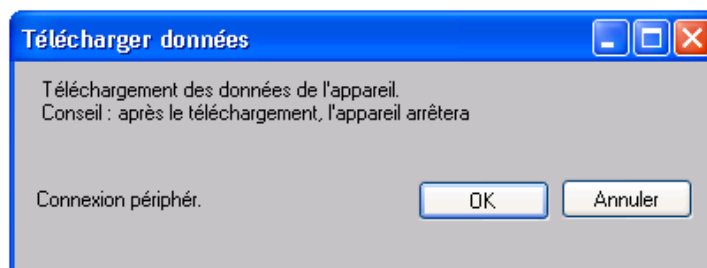 Télécharger données
Téléchargement des données de l'appareil.
Conseil : après le téléchargement, l'appareil arrêtera
Connexion périphér.
OK
Annuler